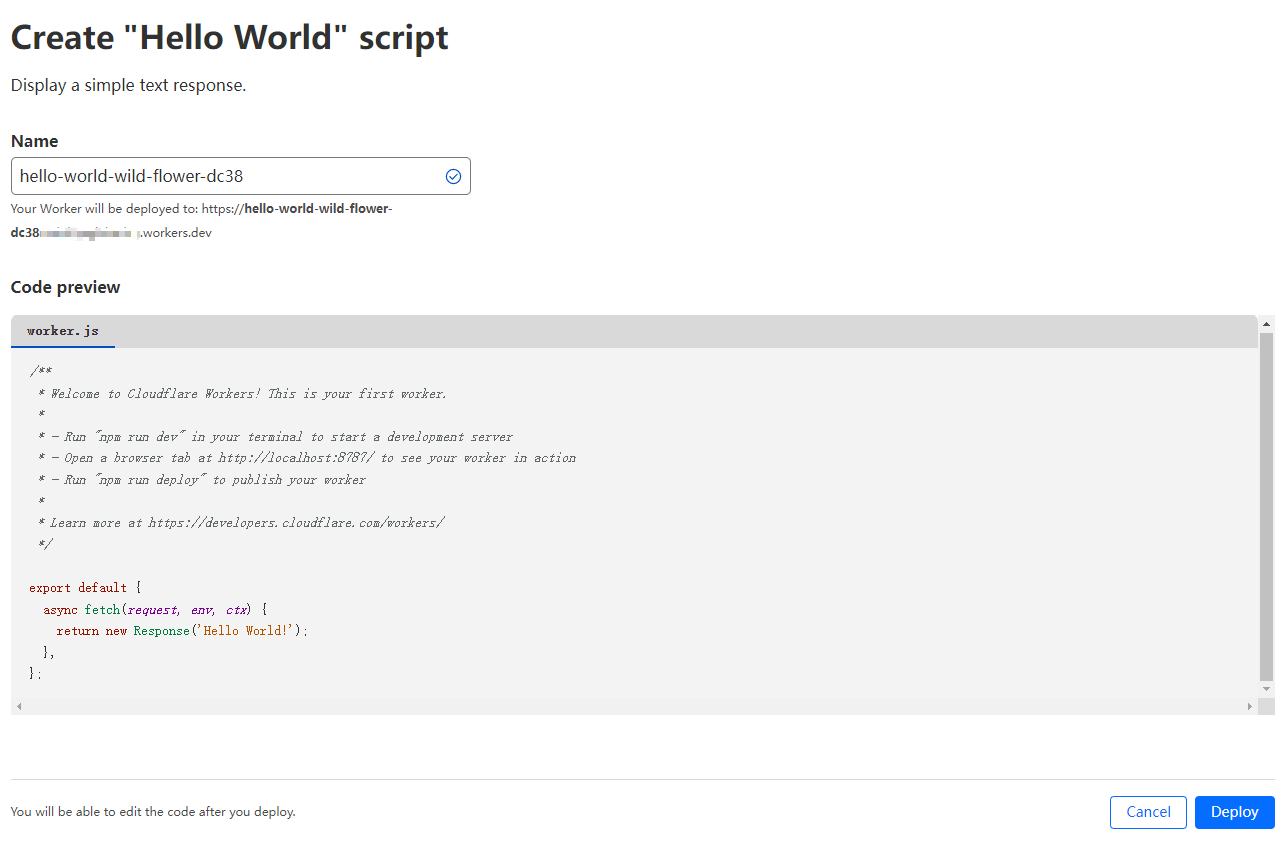 Create "Hello World" script
Display a simple text response.
Name
hello-world-wild-flower-dc38
Your Worker will be deployed to: https://hello-world-wild-flower-
dc38 .workers.dev
Code preview
worker.js
/**
 * Welcome to Cloudflare Workers! This is your first worker.
 *
 * - Run "npm run dev" in your terminal to start a development server
 * - Open a browser tab at http://localhost:8787/ to see your worker in action
 * - Run "npm run deploy" to publish your worker
 *
 * Learn more at https://developers.cloudflare.com/workers/
 */
export default {
  async fetch(request, env, ctx) {
    return new Response('Hello World!');
  },
};
You will be able to edit the code after you deploy.
Cancel
Deploy